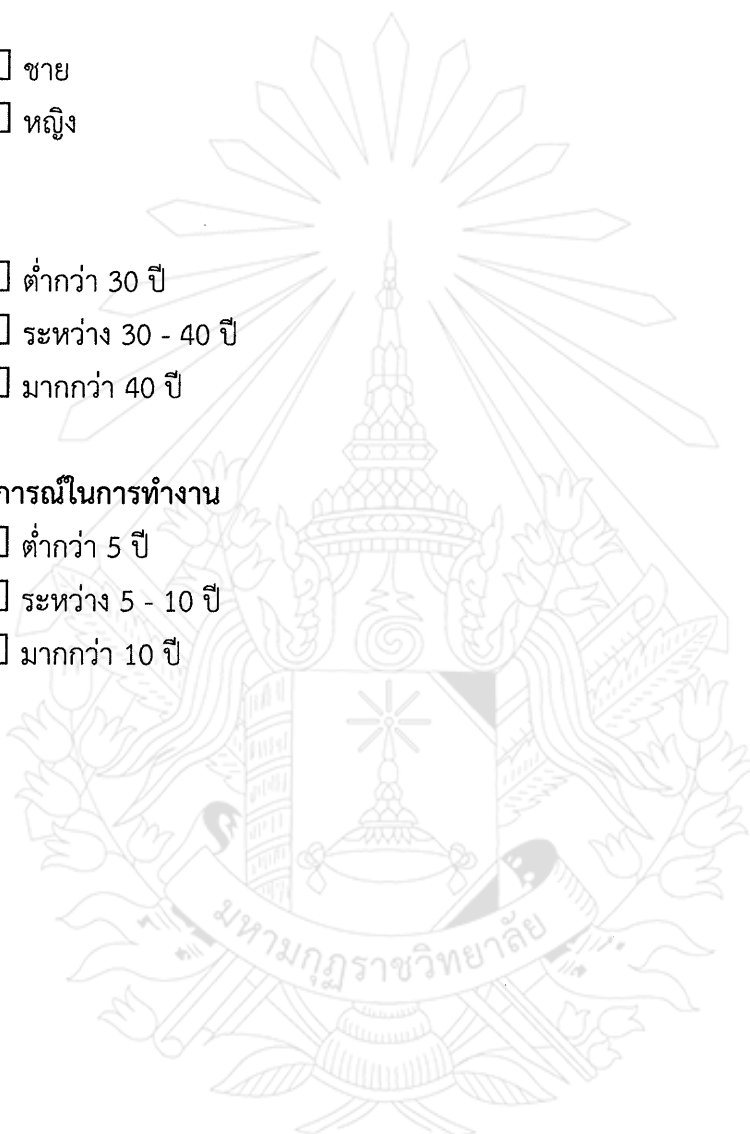 ☐ ชาย
☐ หญิง
☐ ต่ำกว่า 30 ปี
☐ ระหว่าง 30 - 40 ปี
☐ มากกว่า 40 ปี
การณ์ในการทำงาน
☐ ต่ำกว่า 5 ปี
☐ ระหว่าง 5 - 10 ปี
☐ มากกว่า 10 ปี
มหามกุฏราชวิทยาลัย